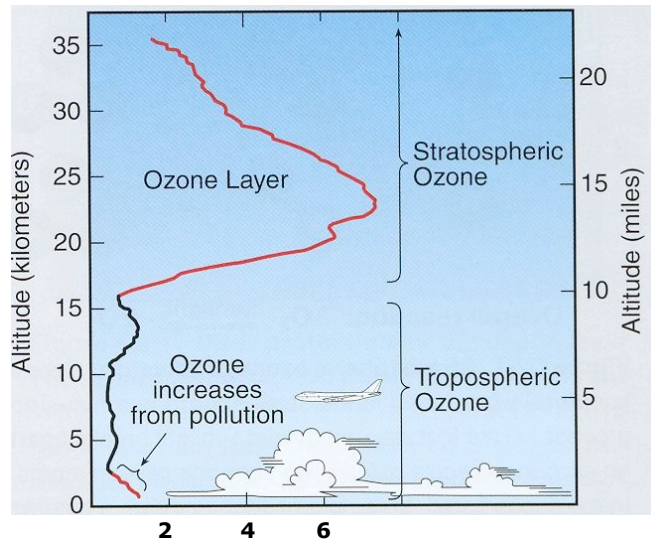 35
30
25
20
15
10
5
0
Altitude (kilometers)
Ozone Layer
Ozone
increases
from pollution
Stratospheric
Ozone
Tropospheric
Ozone
20
15
10
5
Altitude (miles)
2
4
6